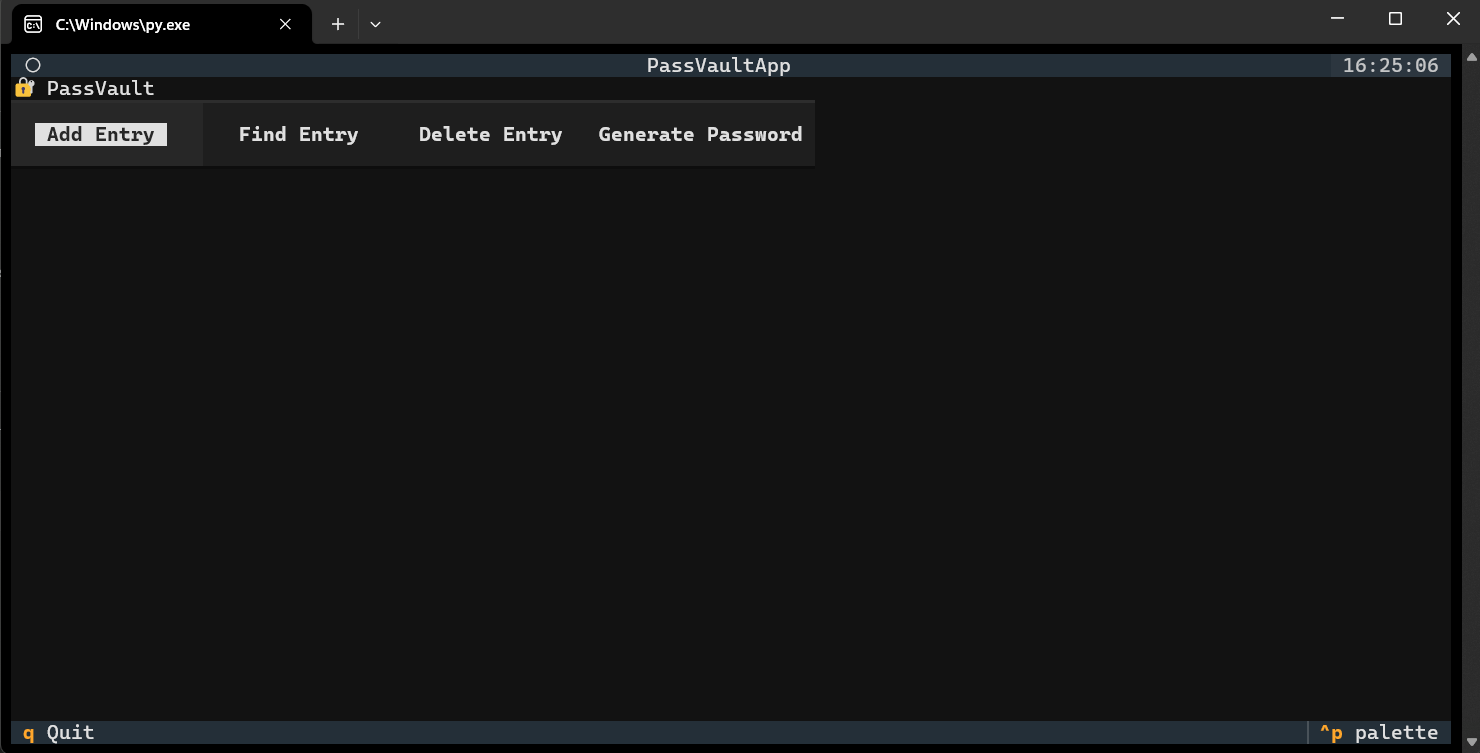 C:\Windows\py.exe
PassVaultApp 16:25:06
PassVault
Add Entry Find Entry Delete Entry Generate Password
q Quit ^p palette